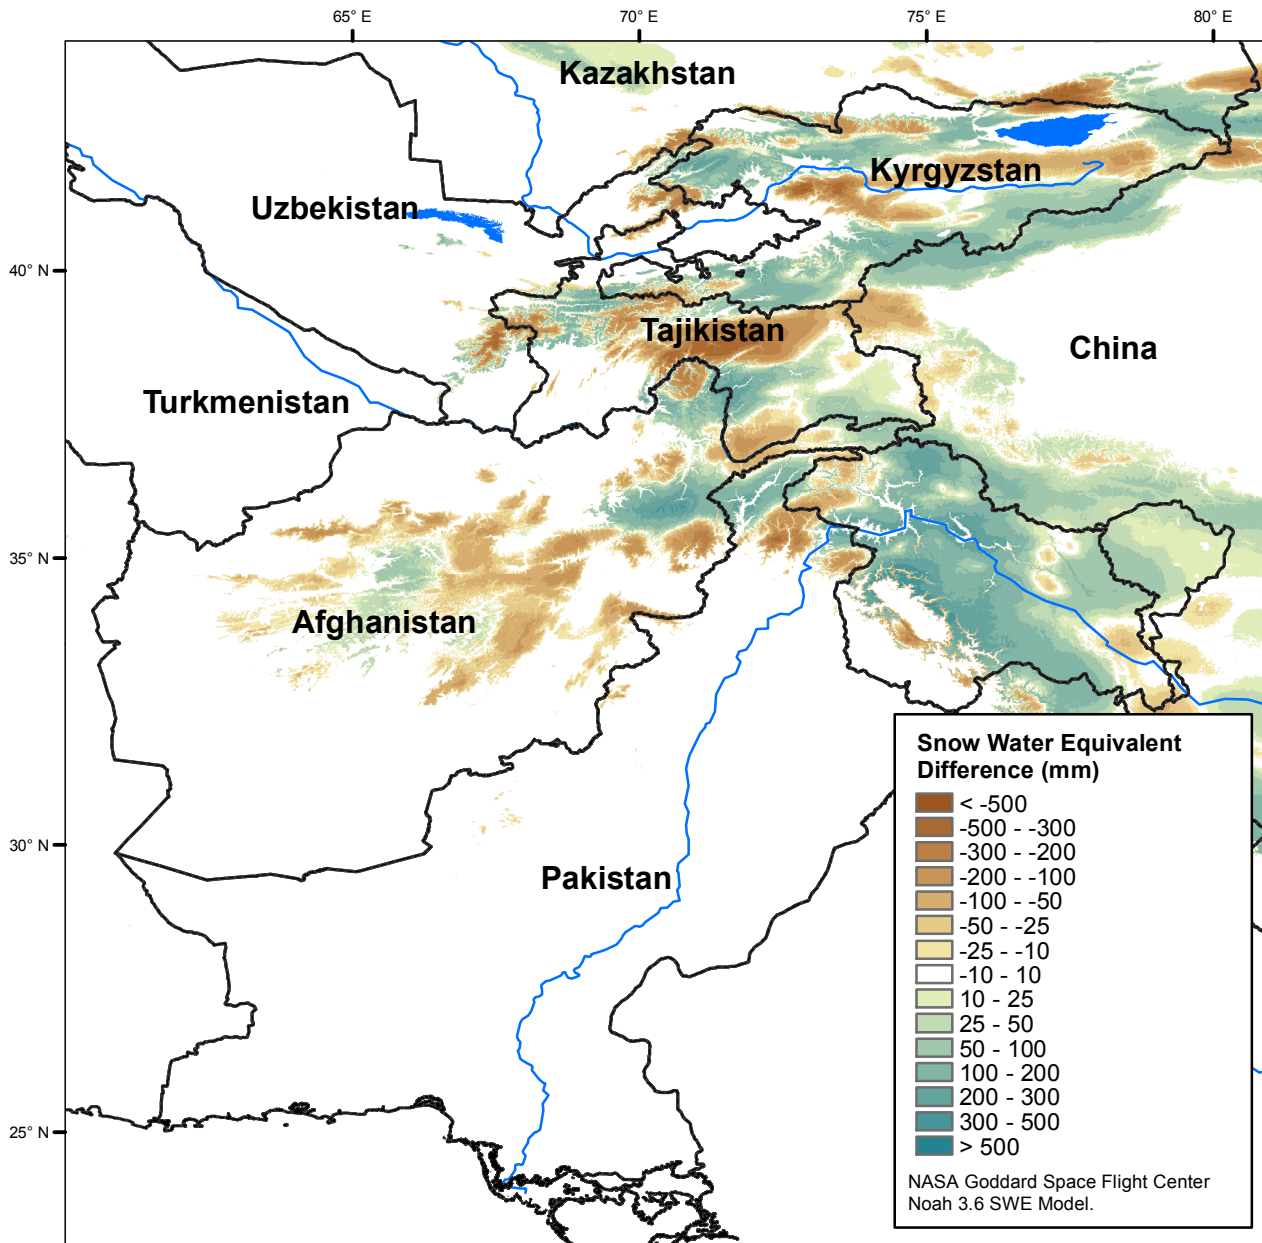 65° E
70° E
75° E
80° E
Kazakhstan
Kyrgyzstan
Uzbekistan
40° N
Tajikistan
China
Turkmenistan
35° N
Afghanistan
Snow Water Equivalent
Difference (mm)
< -500
-500 - -300
-300 - -200
-200 - -100
-100 - -50
-50 - -25
-25 - -10
-10 - 10
10 - 25
25 - 50
50 - 100
100 - 200
200 - 300
300 - 500
> 500
NASA Goddard Space Flight Center
Noah 3.6 SWE Model.
30° N
Pakistan
25° N